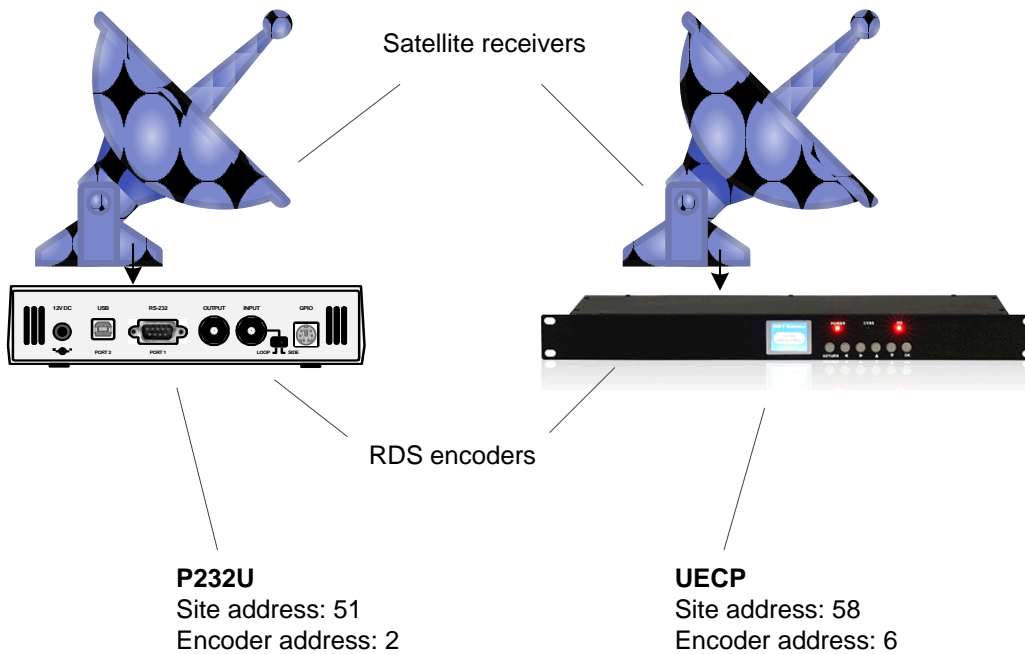 Satellite receivers
12V DC
USB
RS-232
OUTPUT
INPUT
GPIO
PORT 2
PORT 1
LOOP
SIDE
POWER
CVBS
RETURN
OK
RDS encoders
P232U
Site address: 51
Encoder address: 2
UECP
Site address: 58
Encoder address: 6